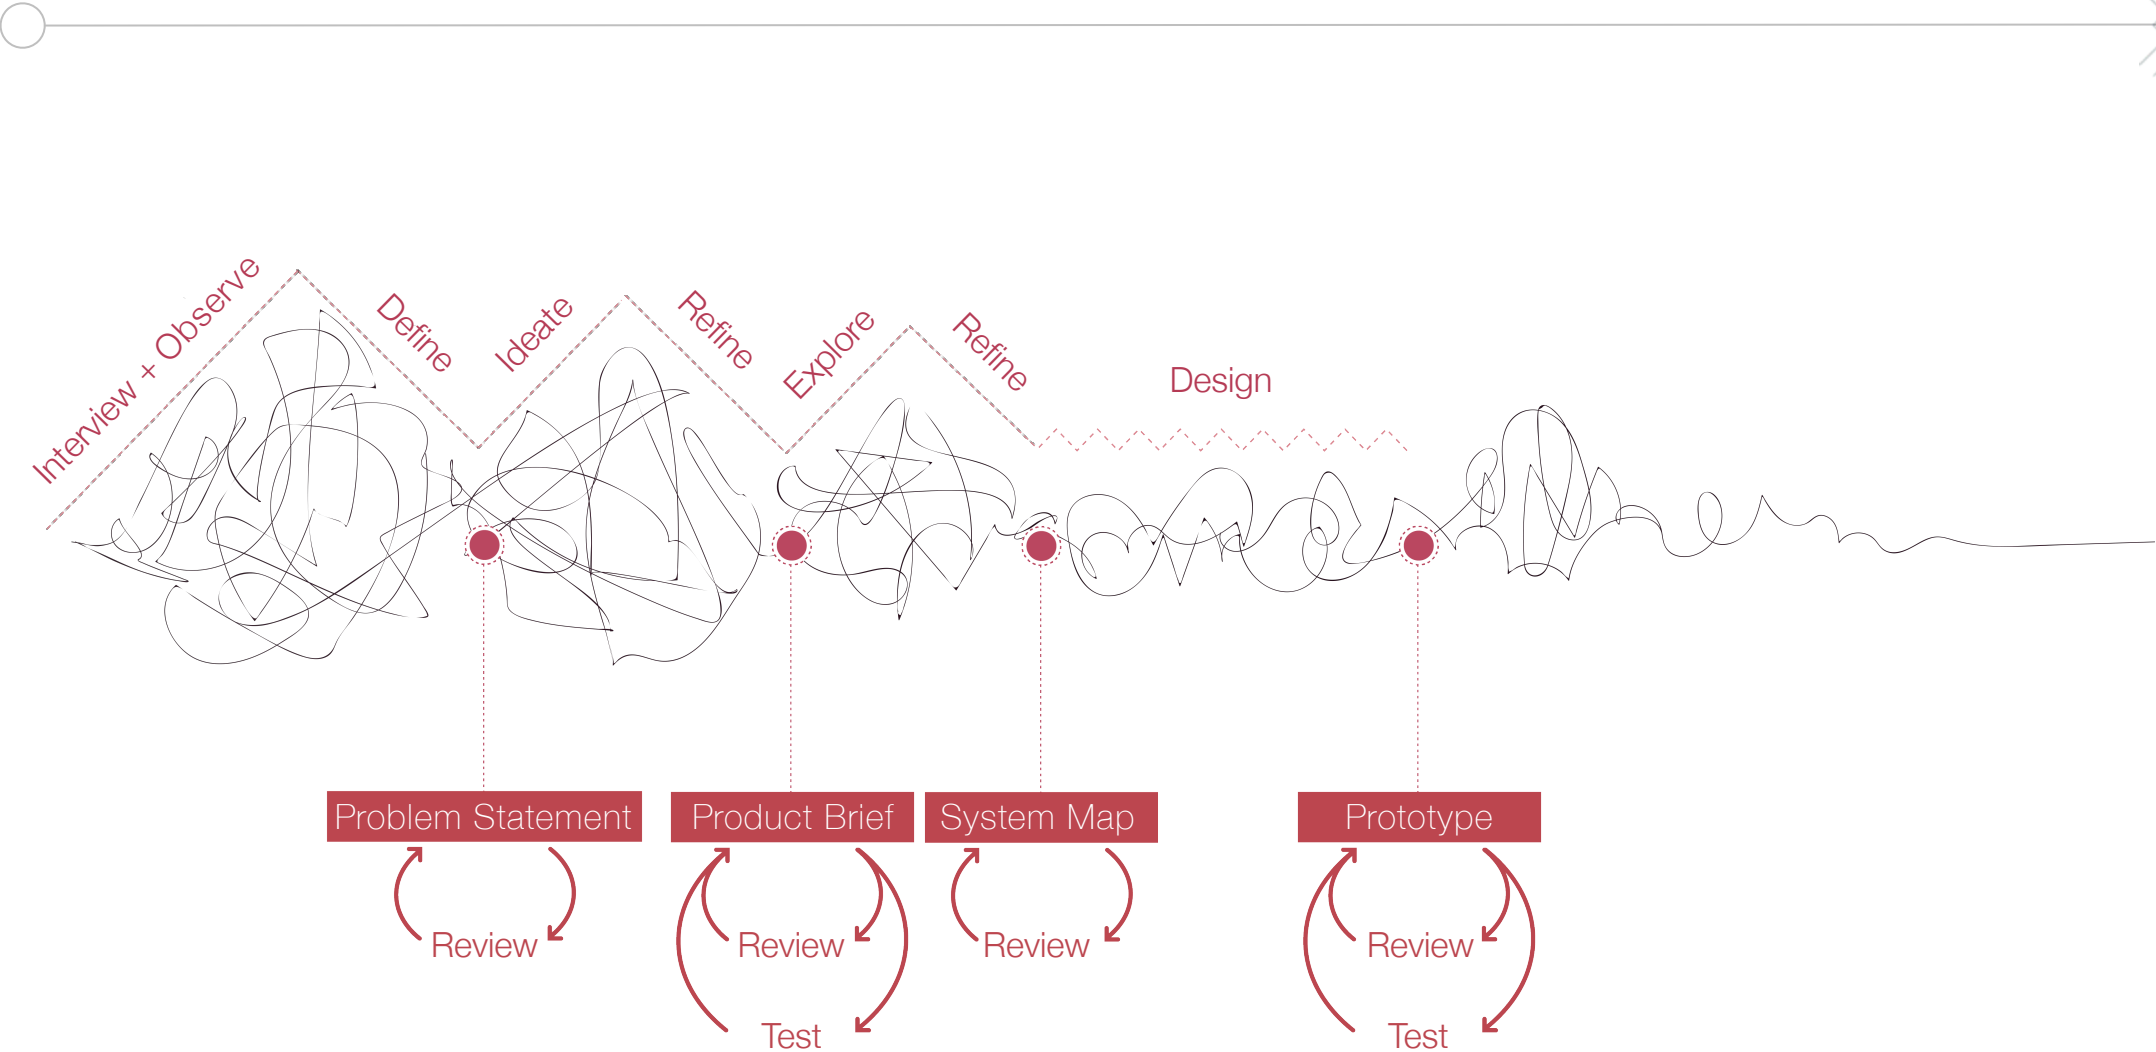 Interview + Observe
Define
Ideate
Refine
Explore
Refine
Design
Problem Statement
Product Brief
System Map
Prototype
Review
Review
Review
Review
Test
Test